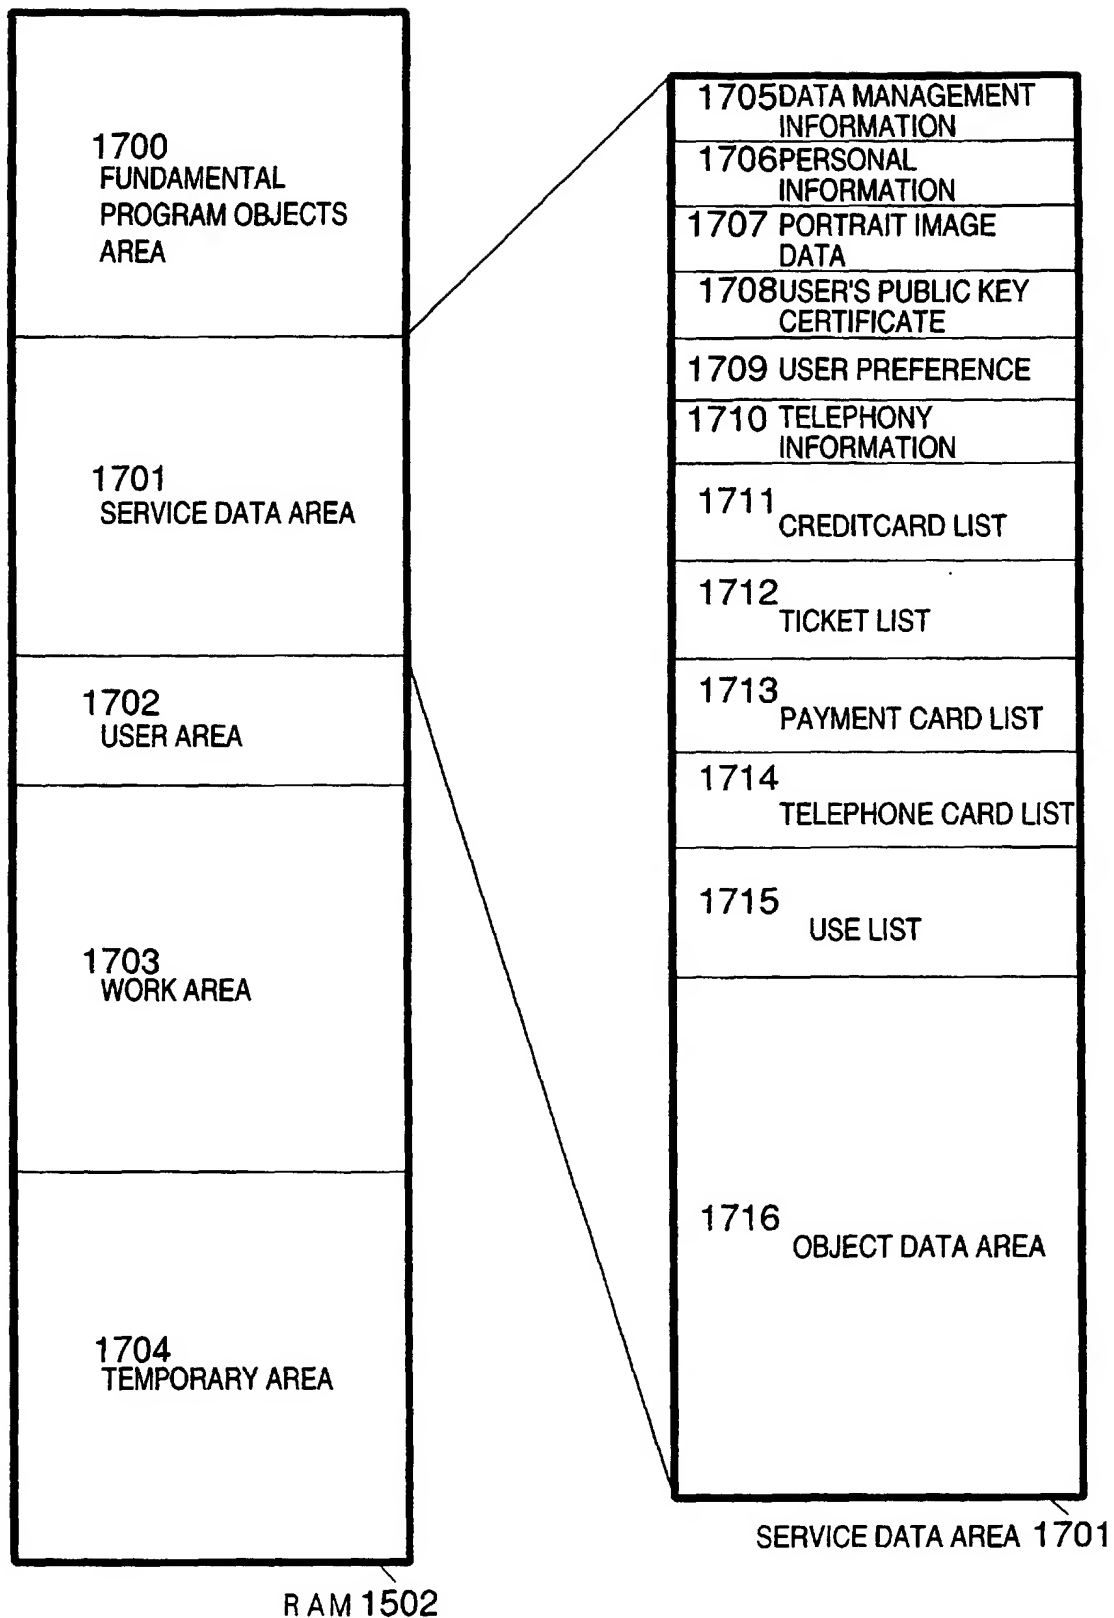 1700
FUNDAMENTAL
PROGRAM OBJECTS
AREA
1701
SERVICE DATA AREA
1702
USER AREA
1703
WORK AREA
1704
TEMPORARY AREA
RAM 1502
1705 DATA MANAGEMENT
INFORMATION
1706 PERSONAL
INFORMATION
1707 PORTRAIT IMAGE
DATA
1708 USER'S PUBLIC KEY
CERTIFICATE
1709 USER PREFERENCE
1710 TELEPHONY
INFORMATION
1711
CREDITCARD LIST
1712
TICKET LIST
1713
PAYMENT CARD LIST
1714
TELEPHONE CARD LIST
1715
USE LIST
1716
OBJECT DATA AREA
SERVICE DATA AREA 1701